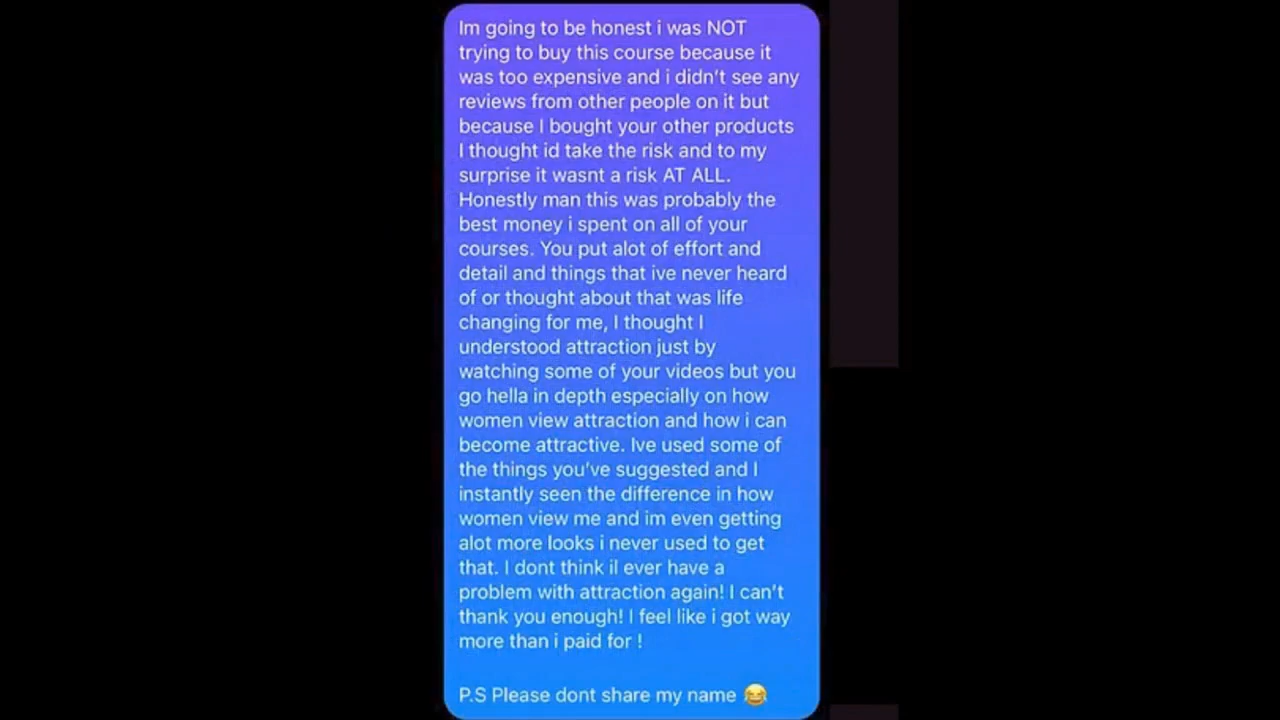 Im going to be honest i was NOT
trying to buy this course because it
was too expensive and i didn't see any
reviews from other people on it but
because I bought your other products
I thought id take the risk and to my
surprise it wasnt a risk AT ALL.
Honestly man this was probably the
best money i spent on all of your
courses. You put alot of effort and
detail and things that ive never heard
of or thought about that was life
changing for me, I thought I
understood attraction just by
watching some of your videos but you
go hella in depth especially on how
women view attraction and how i can
become attractive. Ive used some of
the things you've suggested and I
instantly seen the difference in how
women view me and im even getting
alot more looks i never used to get
that. I dont think il ever have a
problem with attraction again! I can't
thank you enough! I feel like i got way
more than i paid for !
P.S Please dont share my name 😂